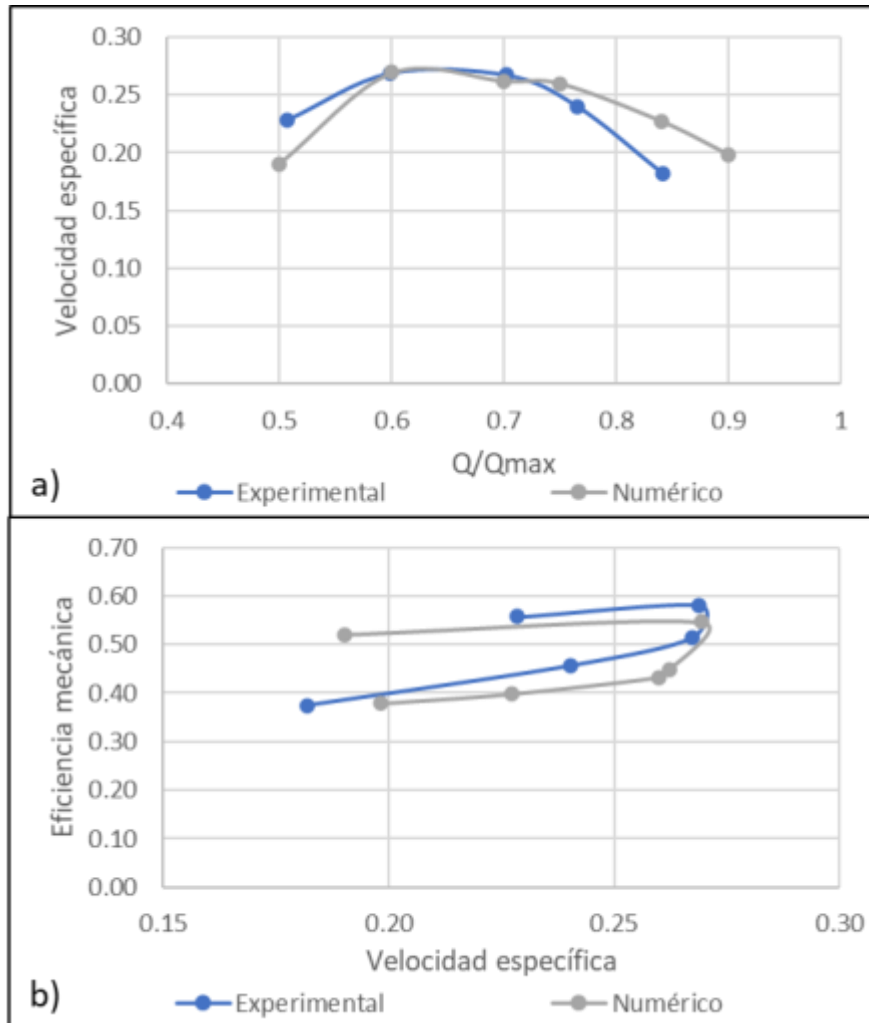 0.30
0.25
0.20
0.15
0.10
0.05
0.00
Velocidad específica
0.4 0.5 0.6 0.7 0.8 0.9 1
Q/Qmax
a) Experimental Numérico
0.70
0.60
0.50
0.40
0.30
0.20
0.10
0.00
Eficiencia mecánica
0.15 0.20 0.25 0.30
Velocidad específica
b) Experimental Numérico